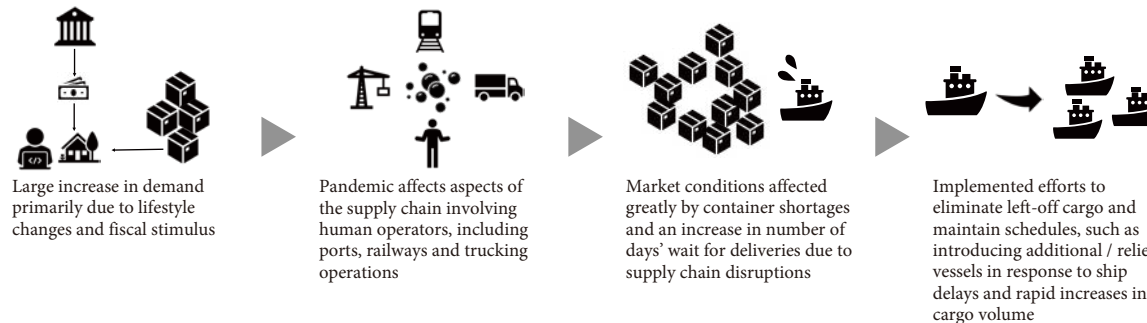 Large increase in demand
primarily due to lifestyle
changes and fiscal stimulus
Pandemic affects aspects of
the supply chain involving
human operators, including
ports, railways and trucking
operations
Market conditions affected
greatly by container shortages
and an increase in number of
days’ wait for deliveries due to
supply chain disruptions
Implemented efforts to
eliminate left-off cargo and
maintain schedules, such as
introducing additional /
vessels in response to ship
delays and rapid increases in
cargo volume